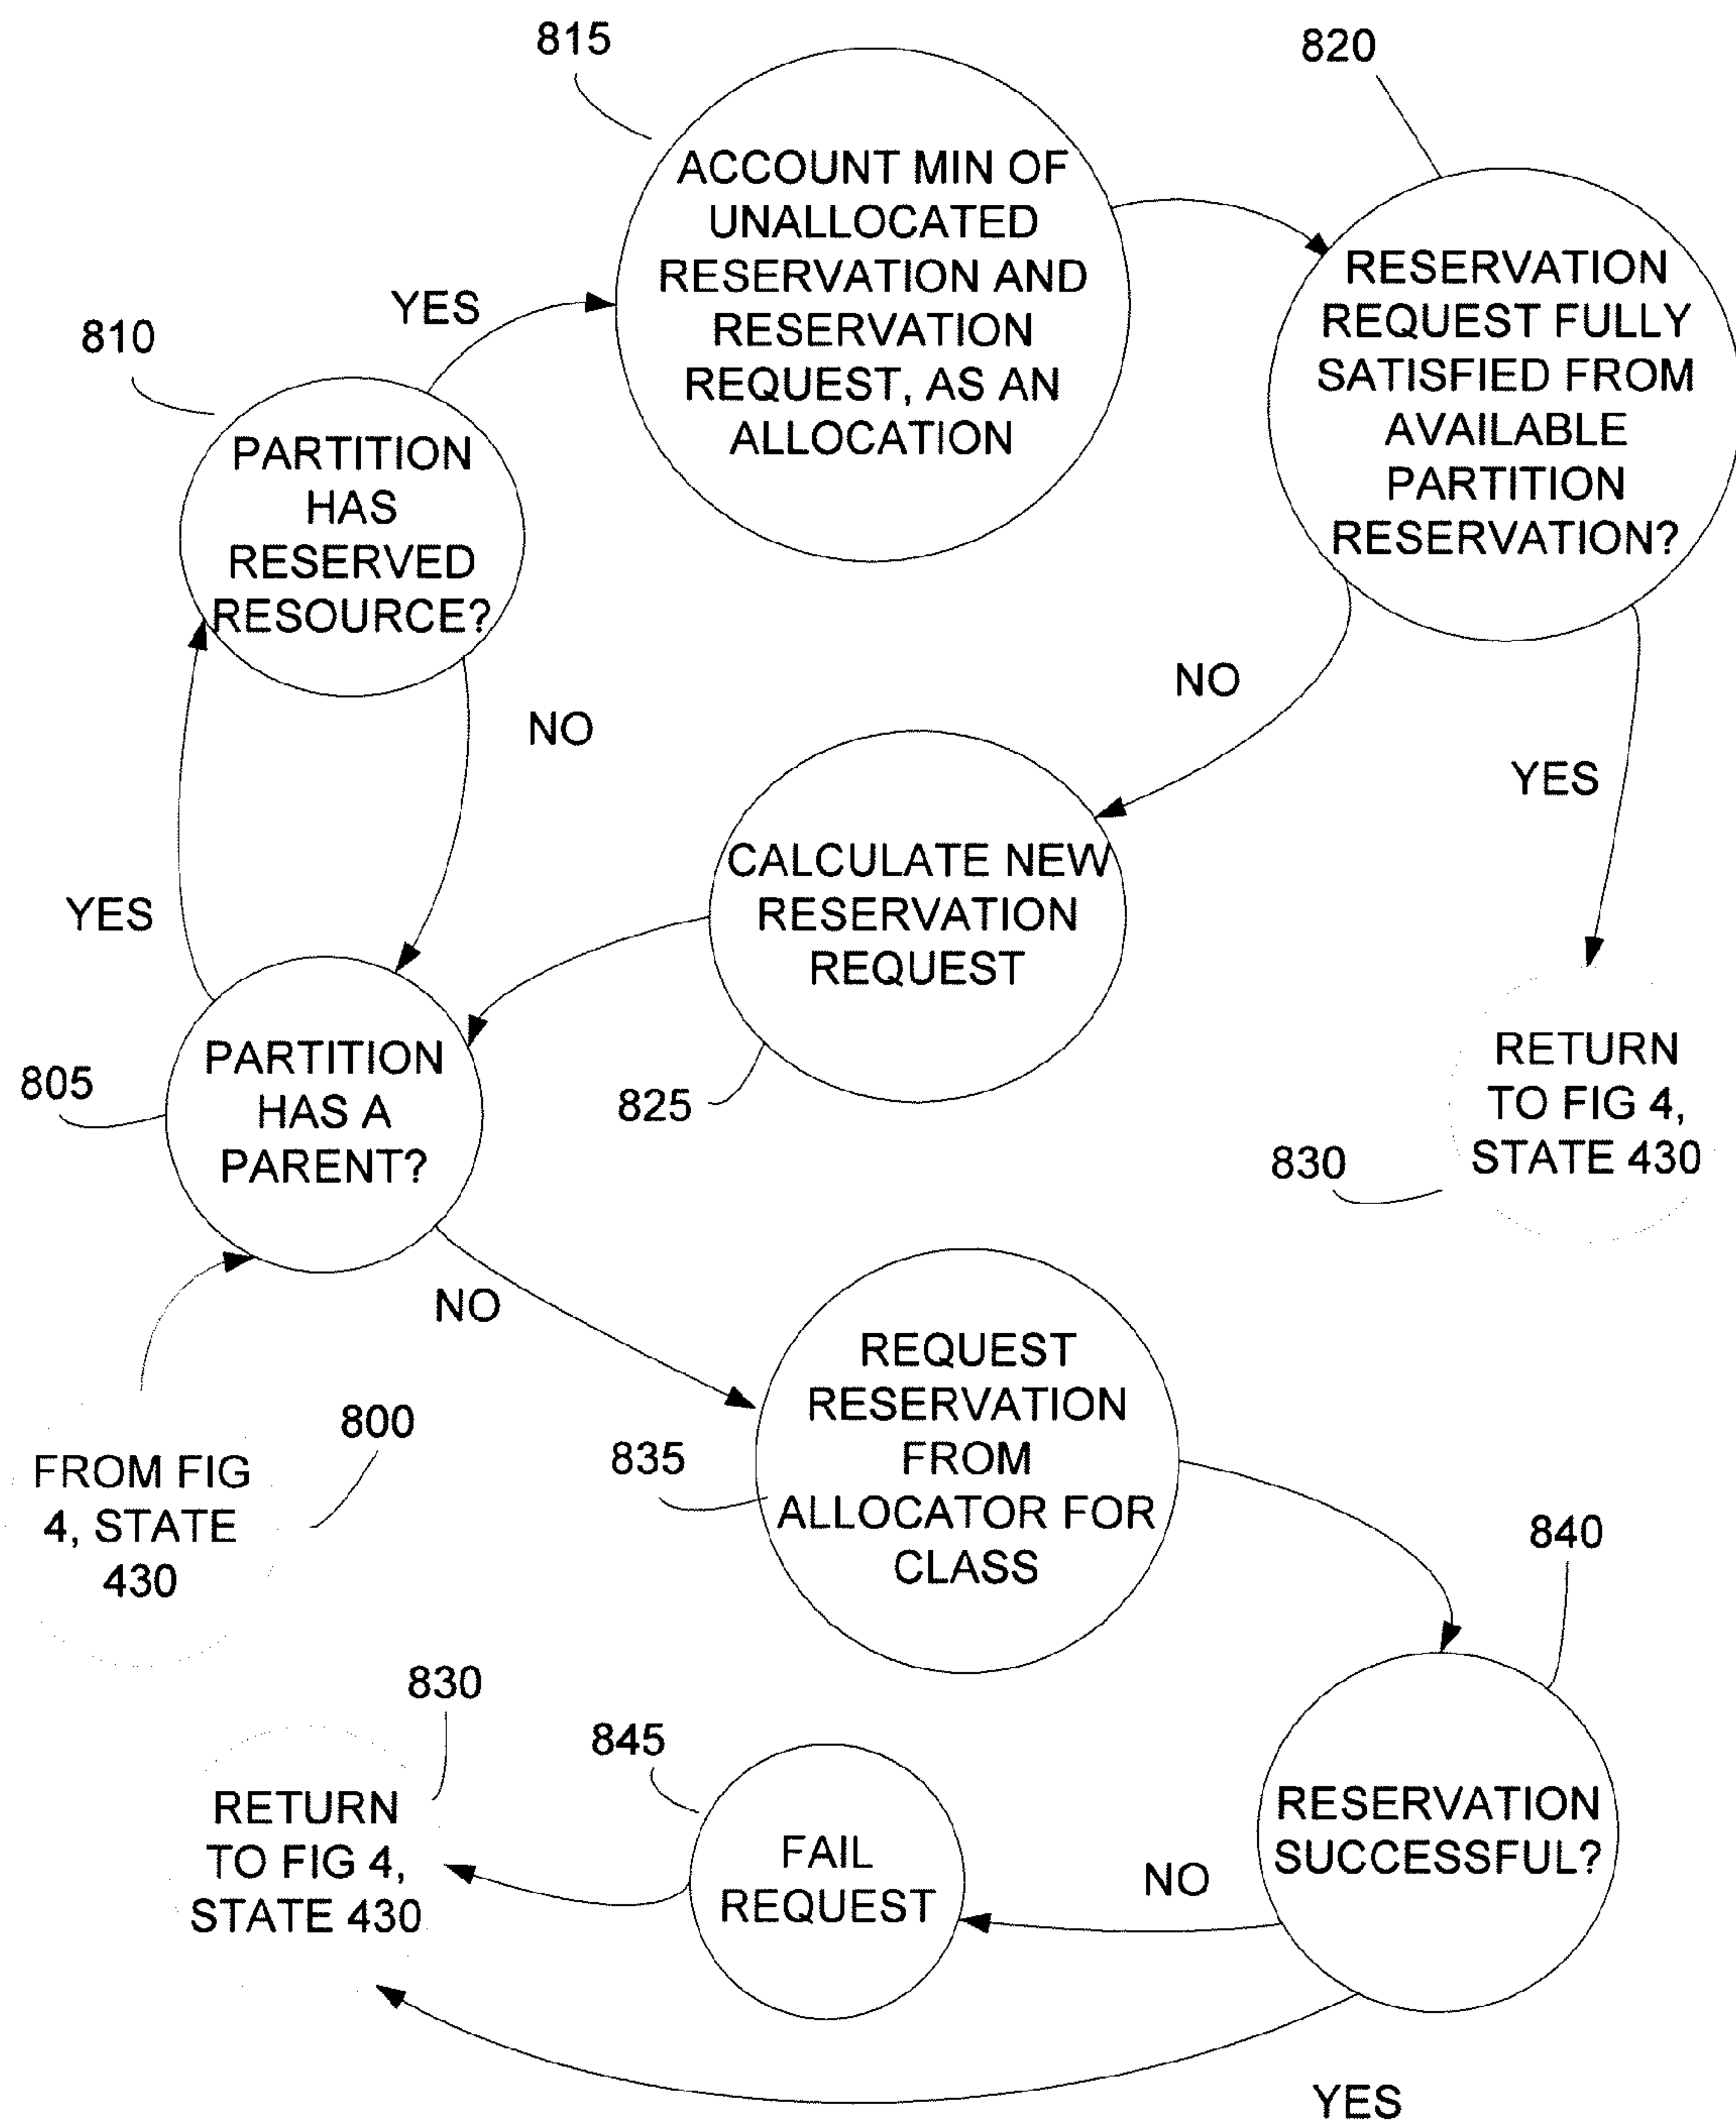 815
820
ACCOUNT MIN OF
UNALLOCATED
RESERVATION AND
RESERVATION
REQUEST, AS AN
ALLOCATION
RESERVATION
REQUEST FULLY
SATISFIED FROM
AVAILABLE
PARTITION
RESERVATION?
YES
810
PARTITION
HAS
RESERVED
RESOURCE?
NO
NO
YES
CALCULATE NEW
RESERVATION
REQUEST
YES
825
805
PARTITION
HAS A
PARENT?
RETURN
TO FIG 4,
STATE 430
830
NO
REQUEST
RESERVATION
FROM
ALLOCATOR FOR
CLASS
835
800
FROM FIG
4, STATE
430
840
830
RETURN
TO FIG 4,
STATE 430
845
FAIL
REQUEST
NO
RESERVATION
SUCCESSFUL?
YES